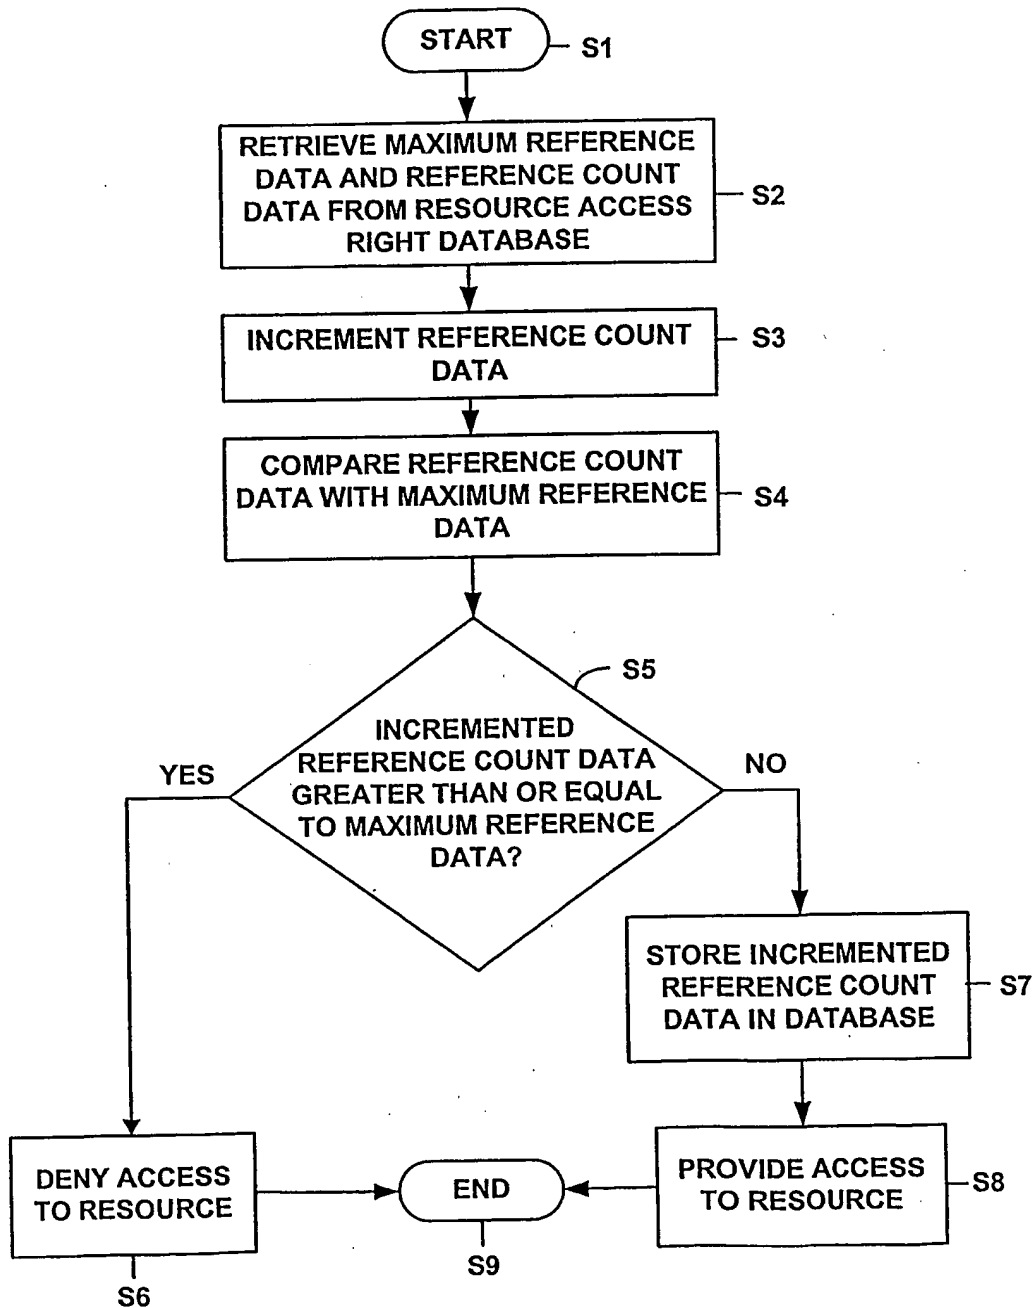 START
S1
RETRIEVE MAXIMUM REFERENCE
DATA AND REFERENCE COUNT
DATA FROM RESOURCE ACCESS
RIGHT DATABASE
S2
INCREMENT REFERENCE COUNT
DATA
S3
COMPARE REFERENCE COUNT
DATA WITH MAXIMUM REFERENCE
DATA
S4
S5
INCREMENTED
REFERENCE COUNT DATA
GREATER THAN OR EQUAL
TO MAXIMUM REFERENCE
DATA?
YES
NO
STORE INCREMENTED
REFERENCE COUNT
DATA IN DATABASE
S7
DENY ACCESS
TO RESOURCE
S6
END
S9
PROVIDE ACCESS
TO RESOURCE
S8